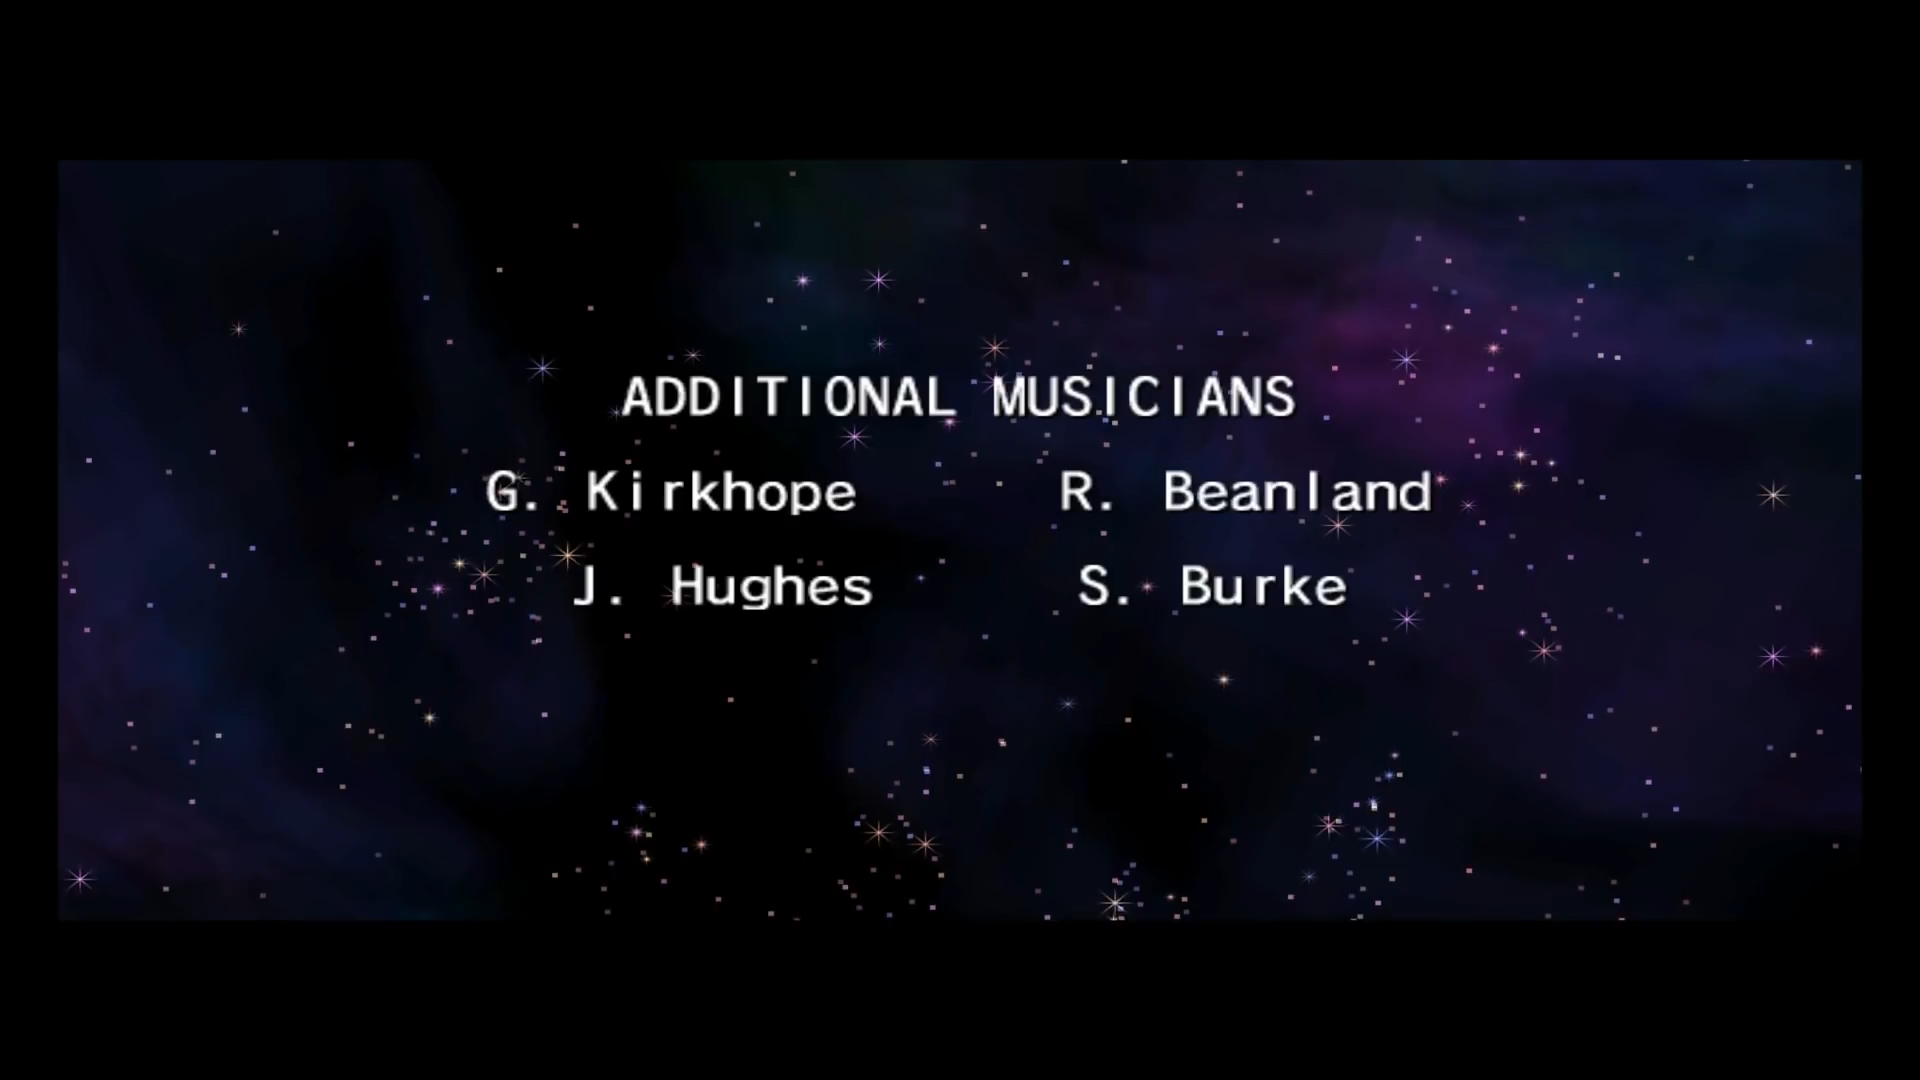 ADDITIONAL MUSICIANS
G. Kirkhope R. Beanland
J. Hughes S. Burke